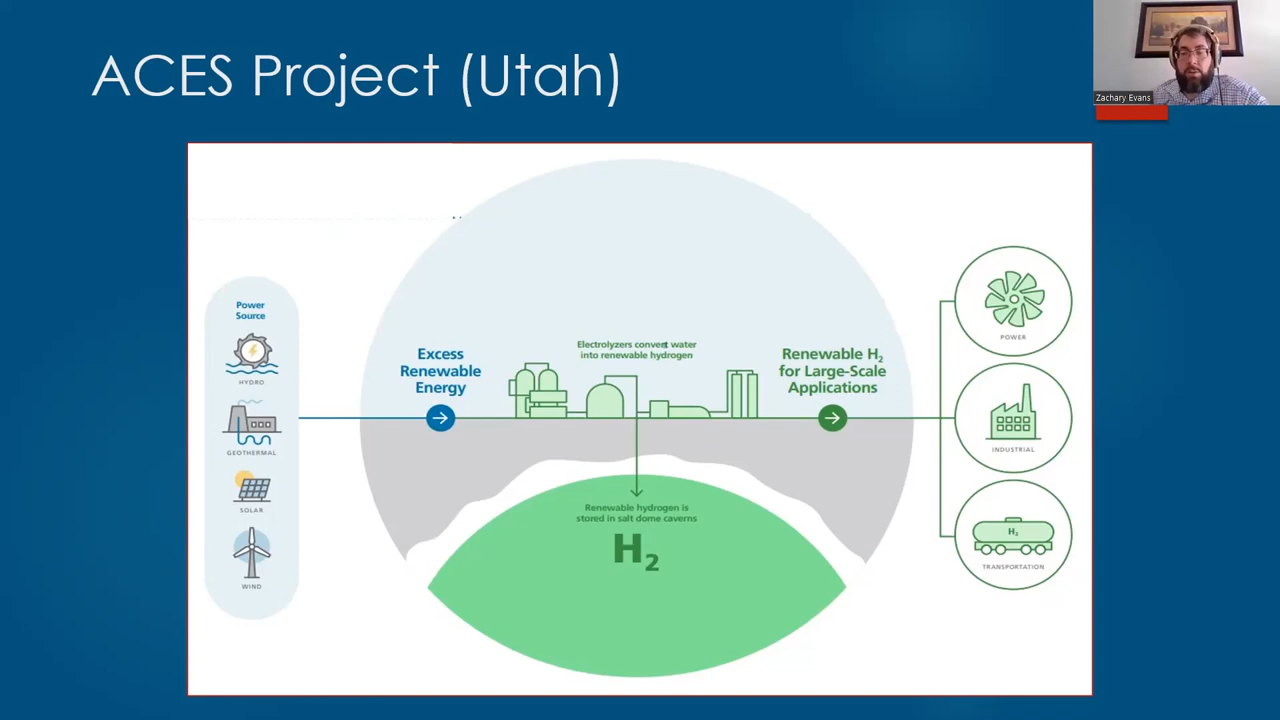 ACES Project (Utah)
Zachary Evans
Power
Source
HYDRO
GEOTHERMAL
SOLAR
WIND
Excess
Renewable
Energy
Electrolyzers convert water
into renewable hydrogen
Renewable H2
for Large-Scale
Applications
Renewable hydrogen is
stored in salt dome caverns
H2
POWER
INDUSTRIAL
H2
TRANSPORTATION